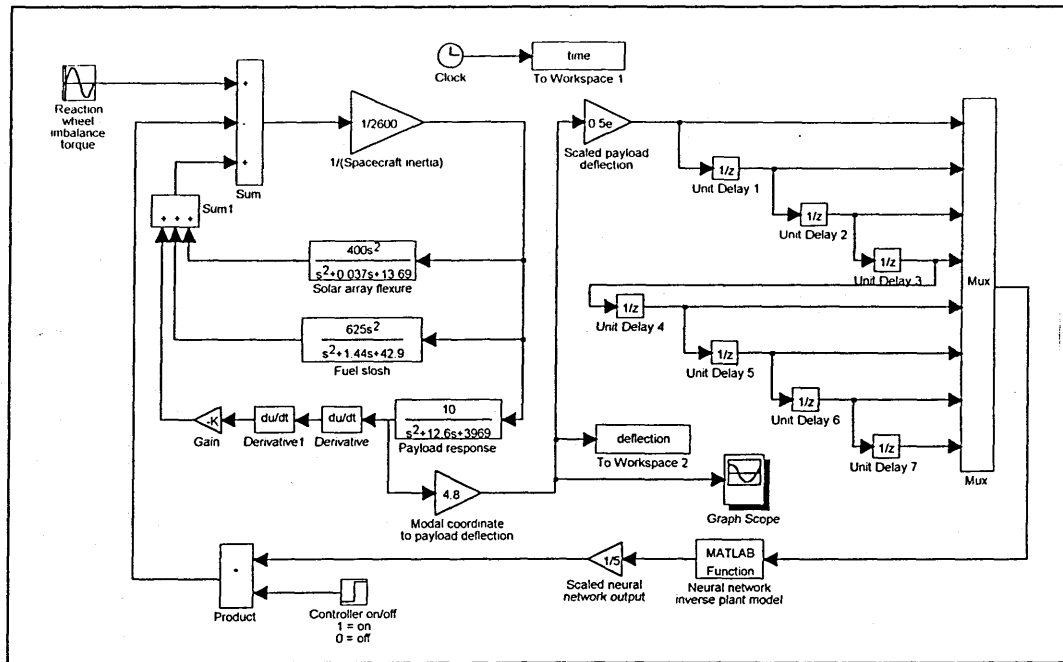 Clock
time
To Workspace 1
Reaction
wheel
imbalance
torque
+
-
+
Sum
1/2600
1/(Spacecraft inertia)
0 5e
Scaled payload
deflection
1/z
Unit Delay 1
1/z
Unit Delay 2
1/z
Unit Delay 3
1/z
Unit Delay 4
1/z
Unit Delay 5
1/z
Unit Delay 6
1/z
Unit Delay 7
Mux
Mux
+ + +
Sum1
400s²
s²+0 037s+13 69
Solar array flexure
625s²
s²+1.44s+42.9
Fuel slosh
-K
Gain
du/dt
Derivative1
du/dt
Derivative
10
s²+12.6s+3969
Payload response
4.8
Modal coordinate
to payload deflection
deflection
To Workspace 2
Graph Scope
Product
Controller on/off
1 = on
0 = off
1/5
Scaled neural
network output
MATLAB
Function
Neural network
inverse plant model